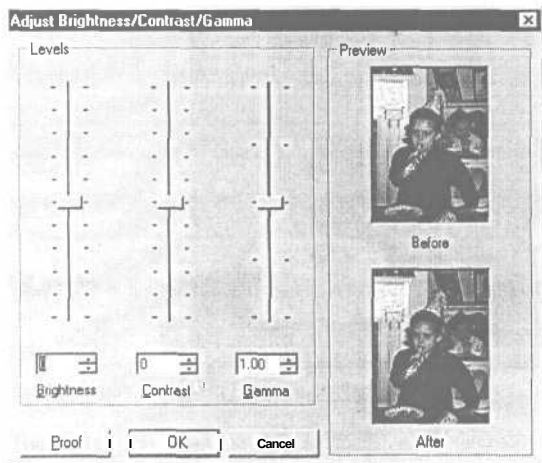 Adjust Brightness/Contrast/Gamma
Levels
Preview
Before
0 1.00
Brightness Contrast Gamma
Proof OK Cancel
After